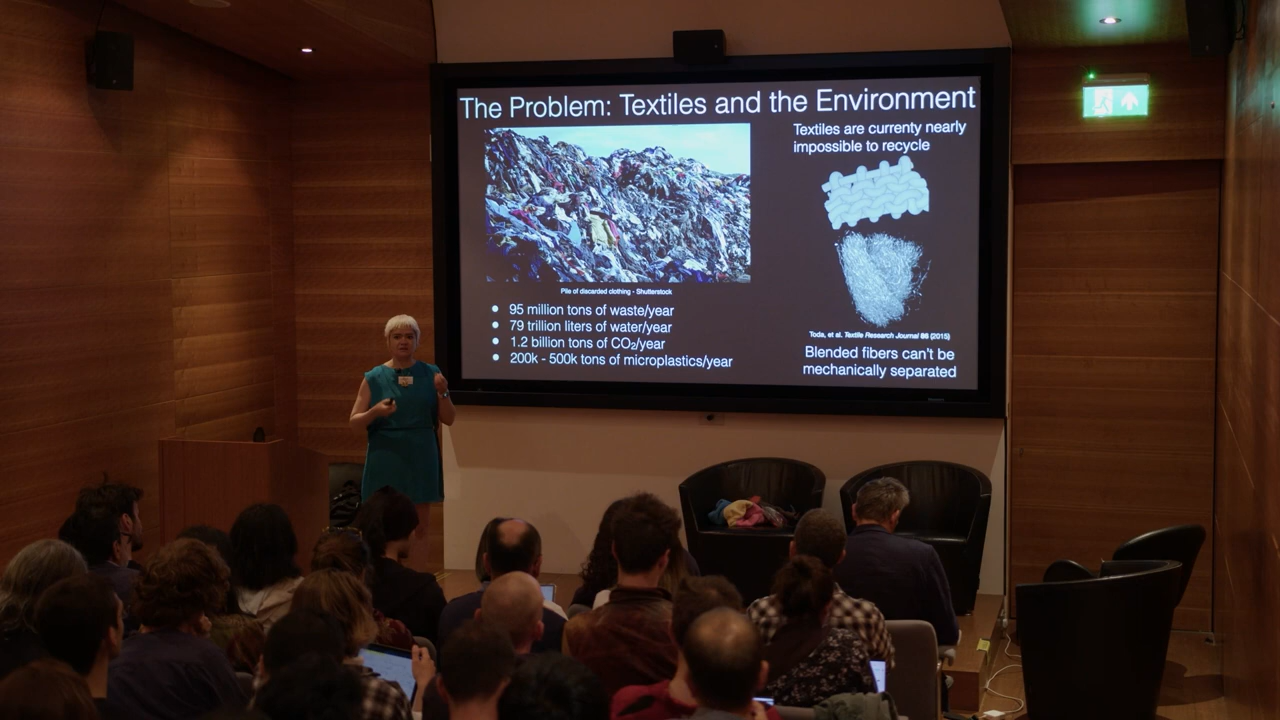 The Problem: Textiles and the Environment
Textiles are currenty nearly
impossible to recycle
Pile of discarded clothing - Shutterstock
• 95 million tons of waste/year
• 79 trillion liters of water/year
• 1.2 billion tons of CO₂/year
• 200k - 500k tons of microplastics/year
Toda, et al. Textile Research Journal 86 (2015)
Blended fibers can't be
mechanically separated